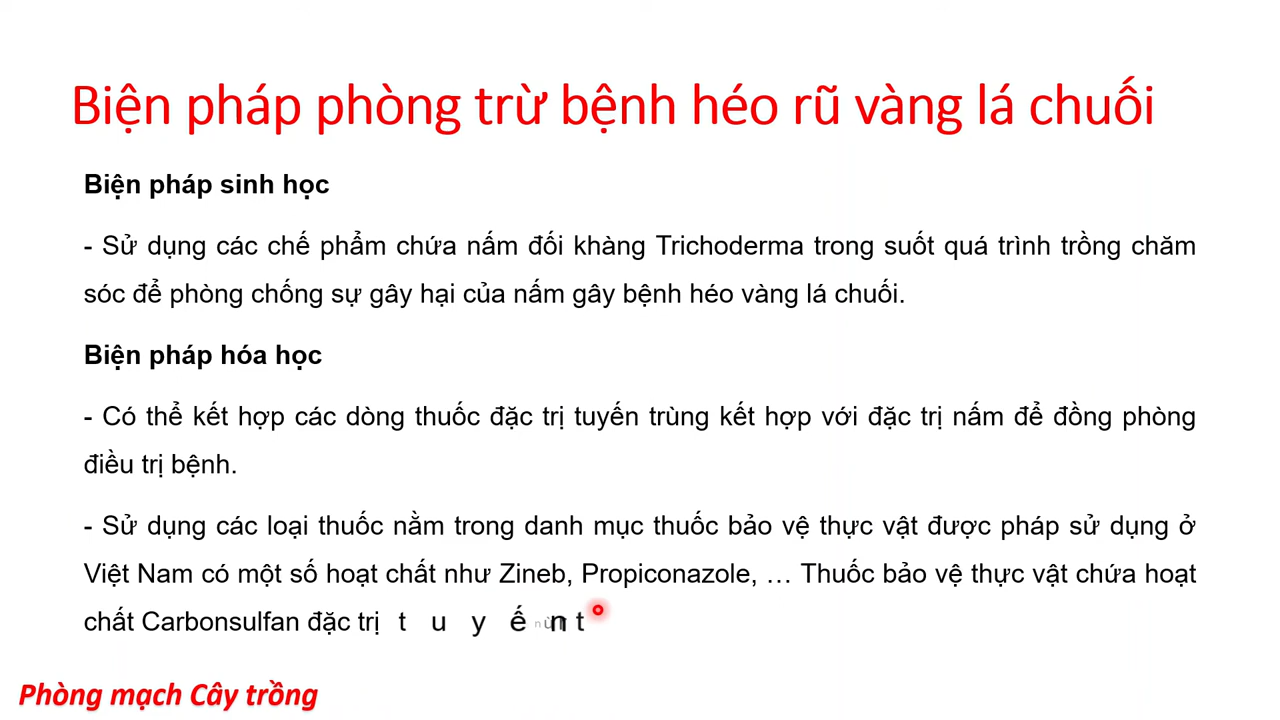 Biện pháp phòng trừ bệnh héo rũ vàng lá chuối
Biện pháp sinh học
- Sử dụng các chế phẩm chứa nấm đối kháng Trichoderma trong suốt quá trình trồng chăm
sóc để phòng chống sự gây hại của nấm gây bệnh héo vàng lá chuối.
Biện pháp hóa học
- Có thể kết hợp các dòng thuốc đặc trị tuyến trùng kết hợp với đặc trị nấm để đồng phòng
điều trị bệnh.
- Sử dụng các loại thuốc nằm trong danh mục thuốc bảo vệ thực vật được pháp sử dụng ở
Việt Nam có một số hoạt chất như Zineb, Propiconazole, … Thuốc bảo vệ thực vật chứa hoạt
chất Carbonsulfan đặc trị tuyến
Phòng mạch Cây trồng